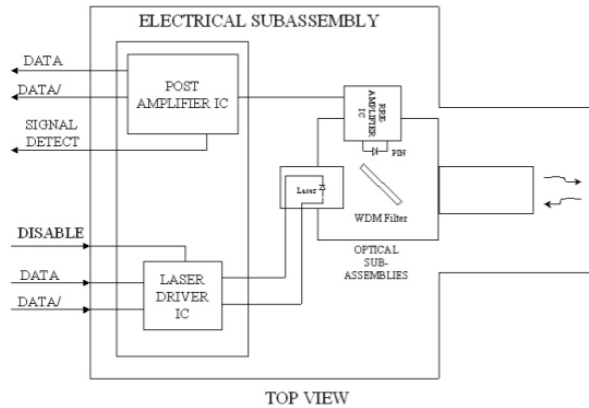 ELECTRICAL SUBASSEMBLY
DATA
DATA/
SIGNAL
DETECT
POST
AMPLIFIER IC
PRE-
AMPLIFIER
IC
PIN
Laser
WDM Filter
OPTICAL
SUB-
ASSEMBLIES
DISABLE
DATA
DATA/
LASER
DRIVER
IC
TOP VIEW